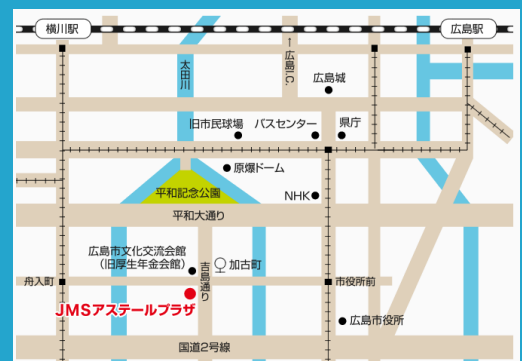 横川駅
広島駅
太田川
↑広島I.C.
広島城
旧市民球場
バスセンター
県庁
原爆ドーム
平和記念公園
NHK
平和大通り
広島市文化交流会館
（旧厚生年金会館）
吉島通り
加古町
舟入町
市役所前
JMSアステールプラザ
広島市役所
国道2号線